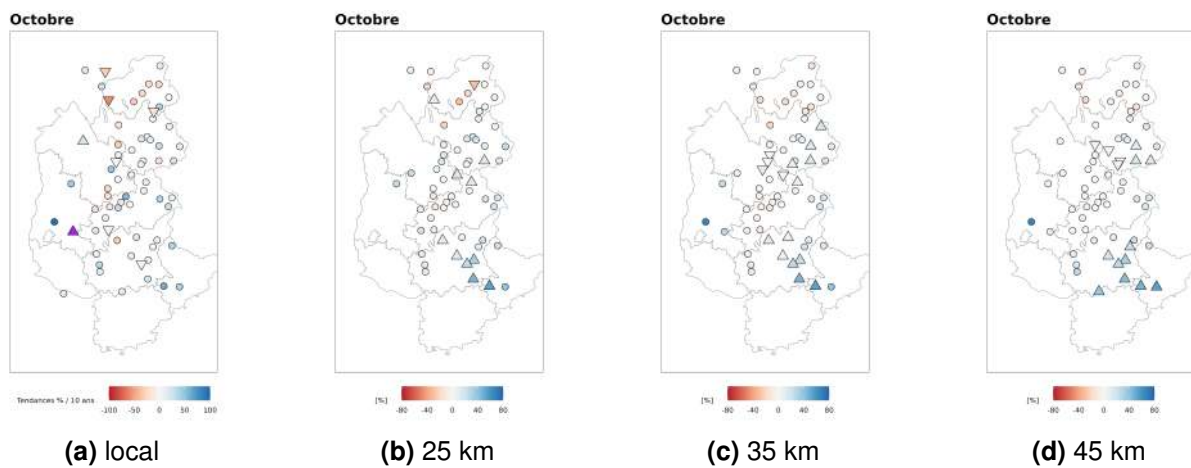 Octobre
Octobre
Octobre
Octobre
Tendances % / 10 ans
-100 -50 0 50 100
[%]
-80 -40 0 40 80
[%]
-80 -40 0 40 80
[%]
-80 -40 0 40 80
(a) local
(b) 25 km
(c) 35 km
(d) 45 km